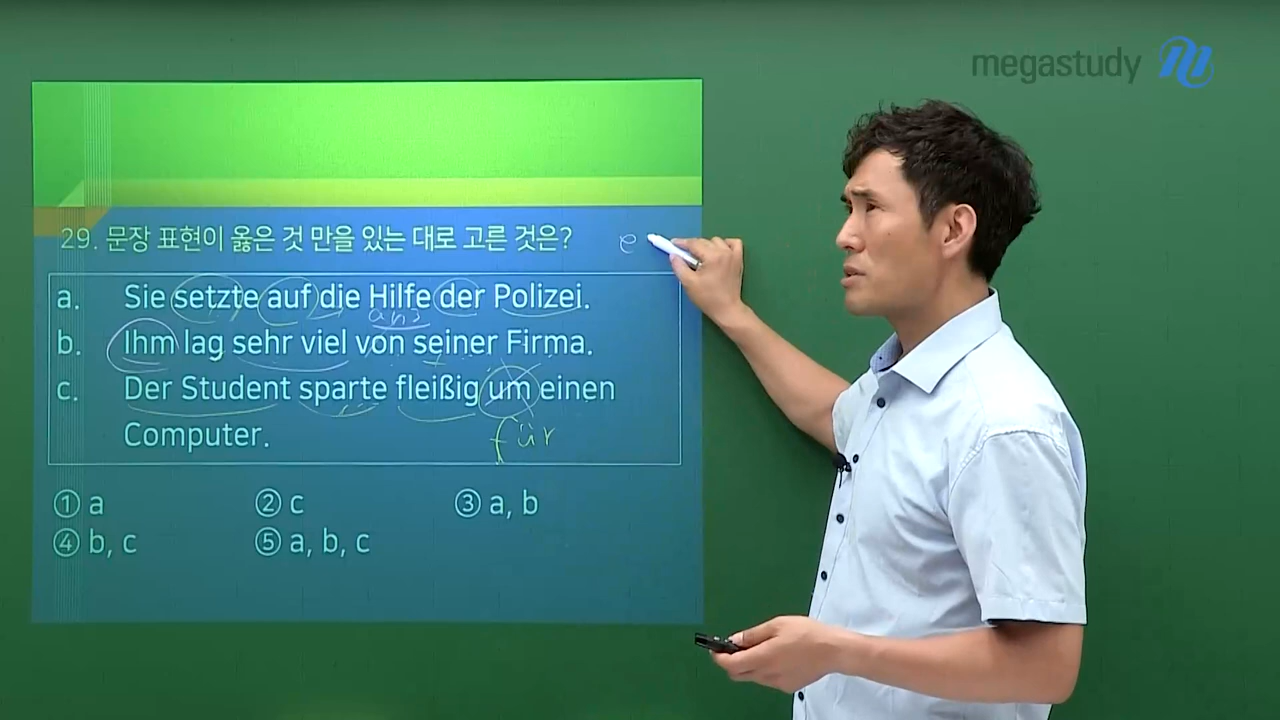 megastudy
29. 문장 표현이 옳은 것 만을 있는 대로 고른 것은? e
a. Sie setzte auf die Hilfe der Polizei.
an
b. Ihm lag sehr viel von seiner Firma.
c. Der Student sparte fleißig um einen
Computer.
für
① a ② c ③ a, b
④ b, c ⑤ a, b, c